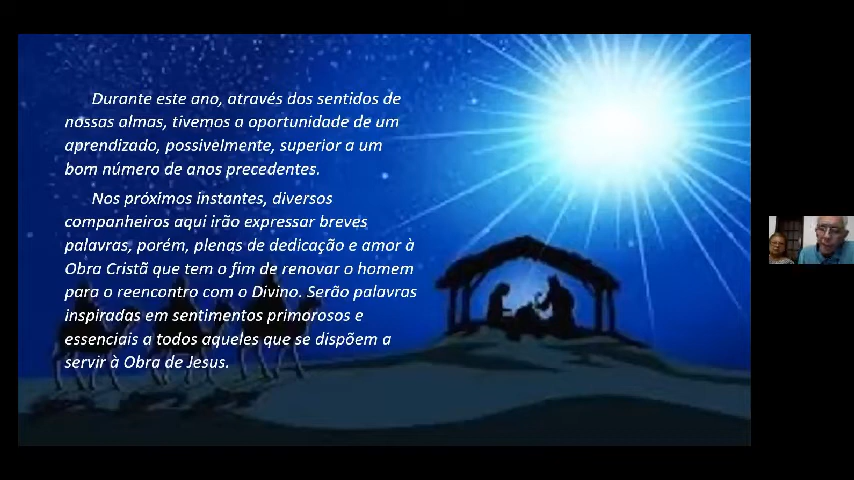 Durante este ano, através dos sentidos de
nossas almas, tivemos a oportunidade de um
aprendizado, possivelmente, superior a um
bom número de anos precedentes.
Nos próximos instantes, diversos
companheiros aqui irão expressar breves
palavras, porém, plenas de dedicação e amor à
Obra Cristã que tem o fim de renovar o homem
para o reencontro com o Divino. Serão palavras
inspiradas em sentimentos primorosos e
essenciais a todos aqueles que se dispõem a
servir à Obra de Jesus.